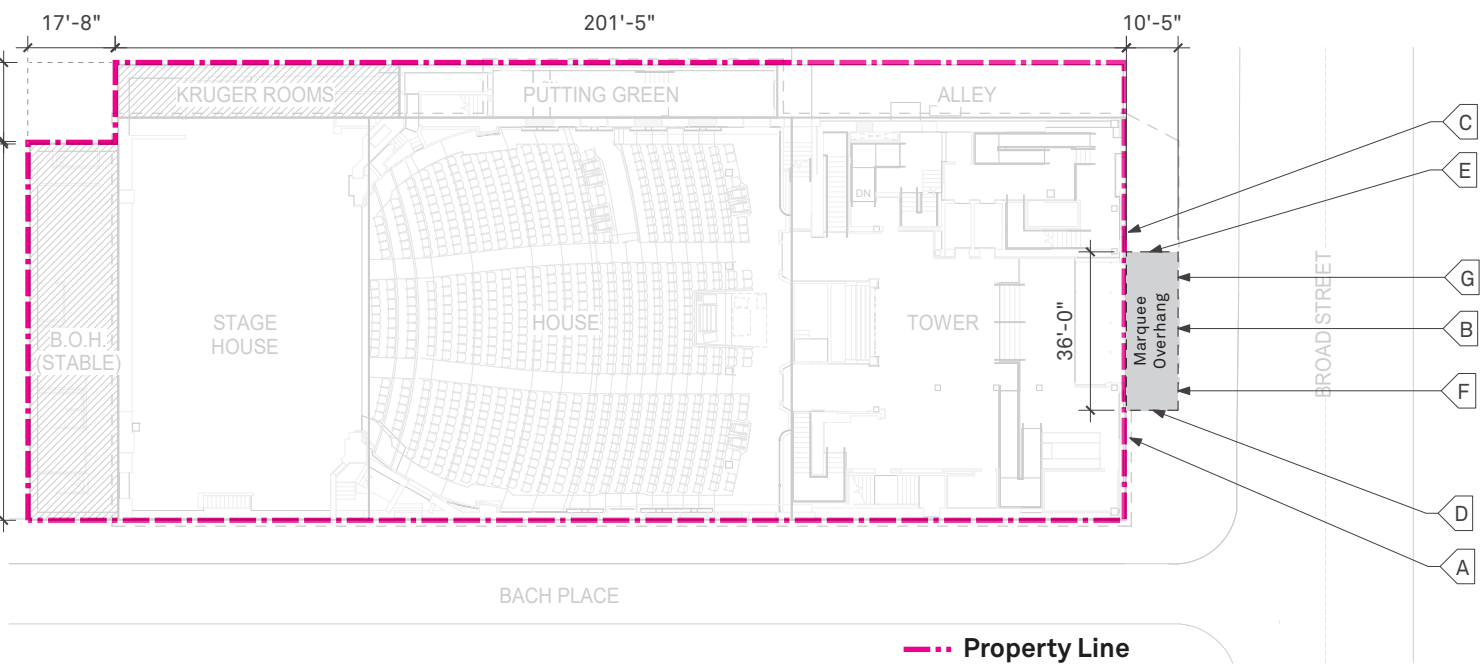 17'-8"
201'-5"
10'-5"
KRUGER ROOMS
PUTTING GREEN
ALLEY
C
E
DN
G
B
F
36'-0"
Marquee
Overhang
BROAD STREET
B.O.H.
(STABLE)
STAGE
HOUSE
HOUSE
TOWER
D
A
BACH PLACE
Property Line